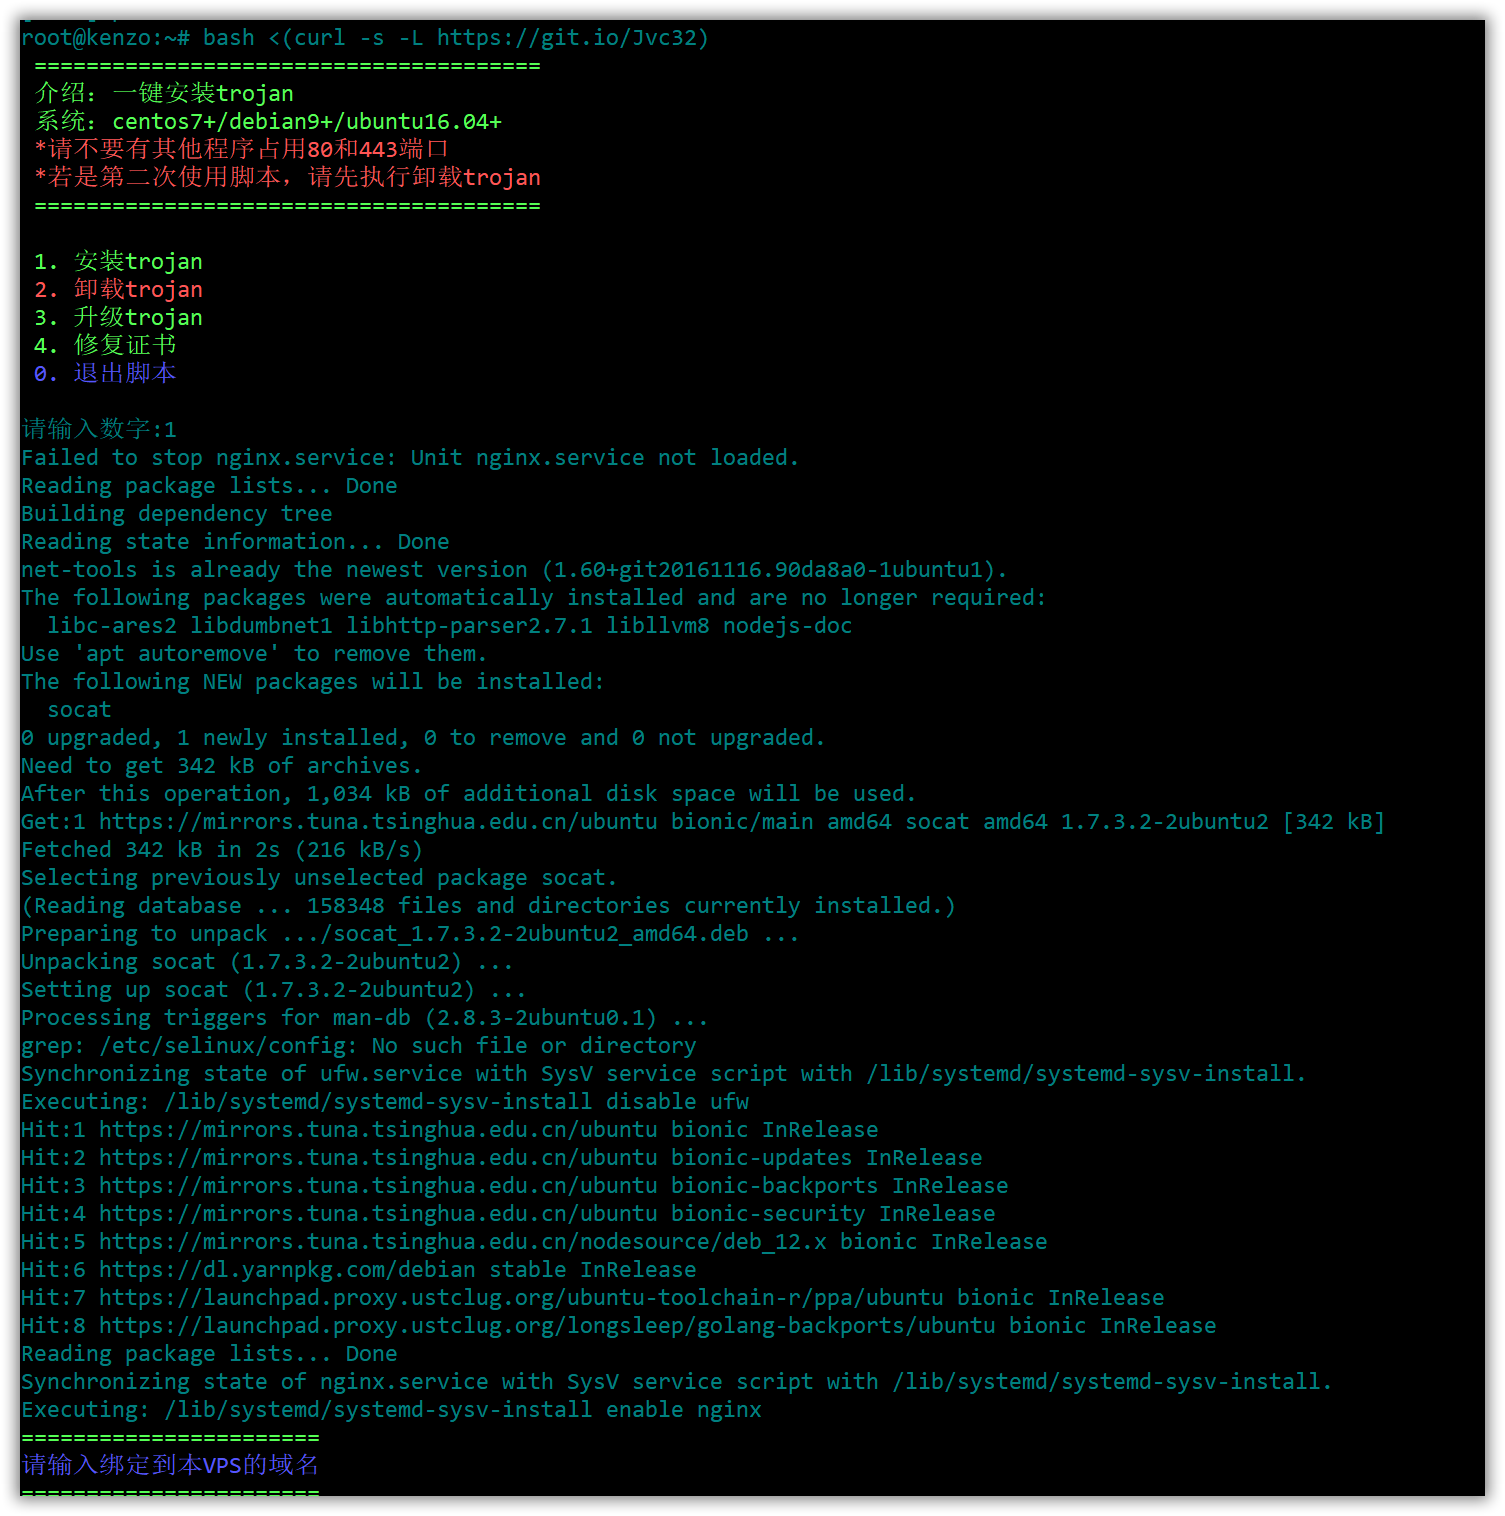 root@kenzo:~# bash <(curl -s -L https://git.io/Jvc32)
=======================================
介绍：一键安装trojan
系统：centos7+/debian9+/ubuntu16.04+
*请不要有其他程序占用80和443端口
*若是第二次使用脚本，请先执行卸载trojan
=======================================
1. 安装trojan
2. 卸载trojan
3. 升级trojan
4. 修复证书
0. 退出脚本
请输入数字:1
Failed to stop nginx.service: Unit nginx.service not loaded.
Reading package lists... Done
Building dependency tree
Reading state information... Done
net-tools is already the newest version (1.60+git20161116.90da8a0-1ubuntu1).
The following packages were automatically installed and are no longer required:
  libc-ares2 libdumbnet1 libhttp-parser2.7.1 libllvm8 nodejs-doc
Use 'apt autoremove' to remove them.
The following NEW packages will be installed:
  socat
0 upgraded, 1 newly installed, 0 to remove and 0 not upgraded.
Need to get 342 kB of archives.
After this operation, 1,034 kB of additional disk space will be used.
Get:1 https://mirrors.tuna.tsinghua.edu.cn/ubuntu bionic/main amd64 socat amd64 1.7.3.2-2ubuntu2 [342 kB]
Fetched 342 kB in 2s (216 kB/s)
Selecting previously unselected package socat.
(Reading database ... 158348 files and directories currently installed.)
Preparing to unpack .../socat_1.7.3.2-2ubuntu2_amd64.deb ...
Unpacking socat (1.7.3.2-2ubuntu2) ...
Setting up socat (1.7.3.2-2ubuntu2) ...
Processing triggers for man-db (2.8.3-2ubuntu0.1) ...
grep: /etc/selinux/config: No such file or directory
Synchronizing state of ufw.service with SysV service script with /lib/systemd/systemd-sysv-install.
Executing: /lib/systemd/systemd-sysv-install disable ufw
Hit:1 https://mirrors.tuna.tsinghua.edu.cn/ubuntu bionic InRelease
Hit:2 https://mirrors.tuna.tsinghua.edu.cn/ubuntu bionic-updates InRelease
Hit:3 https://mirrors.tuna.tsinghua.edu.cn/ubuntu bionic-backports InRelease
Hit:4 https://mirrors.tuna.tsinghua.edu.cn/ubuntu bionic-security InRelease
Hit:5 https://mirrors.tuna.tsinghua.edu.cn/nodesource/deb_12.x bionic InRelease
Hit:6 https://dl.yarnpkg.com/debian stable InRelease
Hit:7 https://launchpad.proxy.ustclug.org/ubuntu-toolchain-r/ppa/ubuntu bionic InRelease
Hit:8 https://launchpad.proxy.ustclug.org/longsleep/golang-backports/ubuntu bionic InRelease
Reading package lists... Done
Synchronizing state of nginx.service with SysV service script with /lib/systemd/systemd-sysv-install.
Executing: /lib/systemd/systemd-sysv-install enable nginx
=======================
请输入绑定到本VPS的域名
=======================